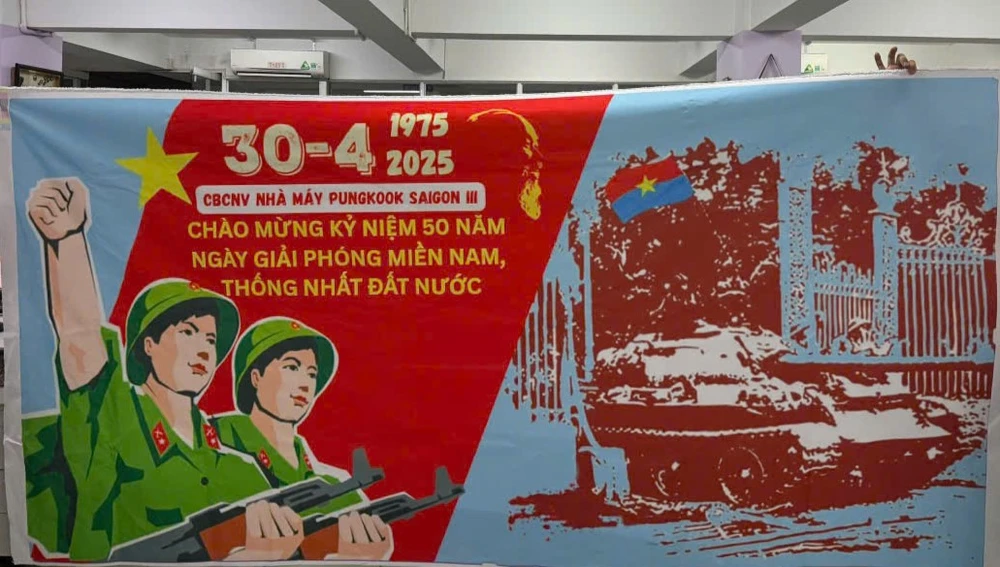 30-4
1975
2025
CBCNV NHÀ MÁY PUNGKOOK SAIGON III
CHÀO MỪNG KỶ NIỆM 50 NĂM
NGÀY GIẢI PHÓNG MIỀN NAM,
THỐNG NHẤT ĐẤT NƯỚC